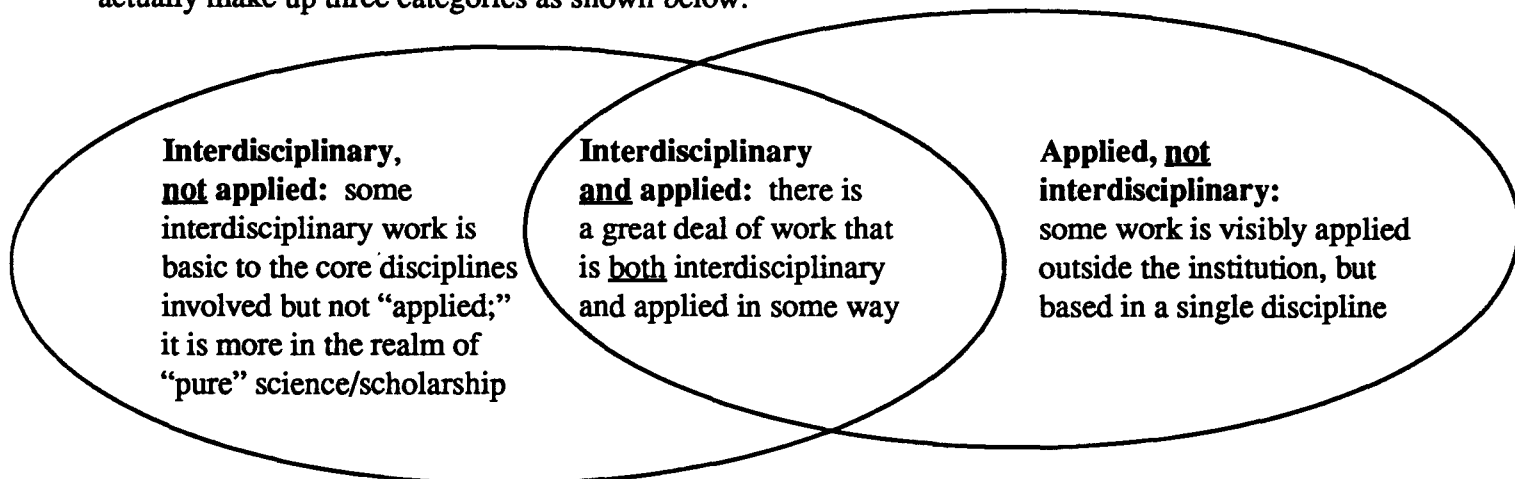 actually make up three categories as shown below:
Interdisciplinary,
not applied: some
interdisciplinary work is
basic to the core disciplines
involved but not “applied;”
it is more in the realm of
“pure” science/scholarship
Interdisciplinary
and applied: there is
a great deal of work that
is both interdisciplinary
and applied in some way
Applied, not
interdisciplinary:
some work is visibly applied
outside the institution, but
based in a single discipline